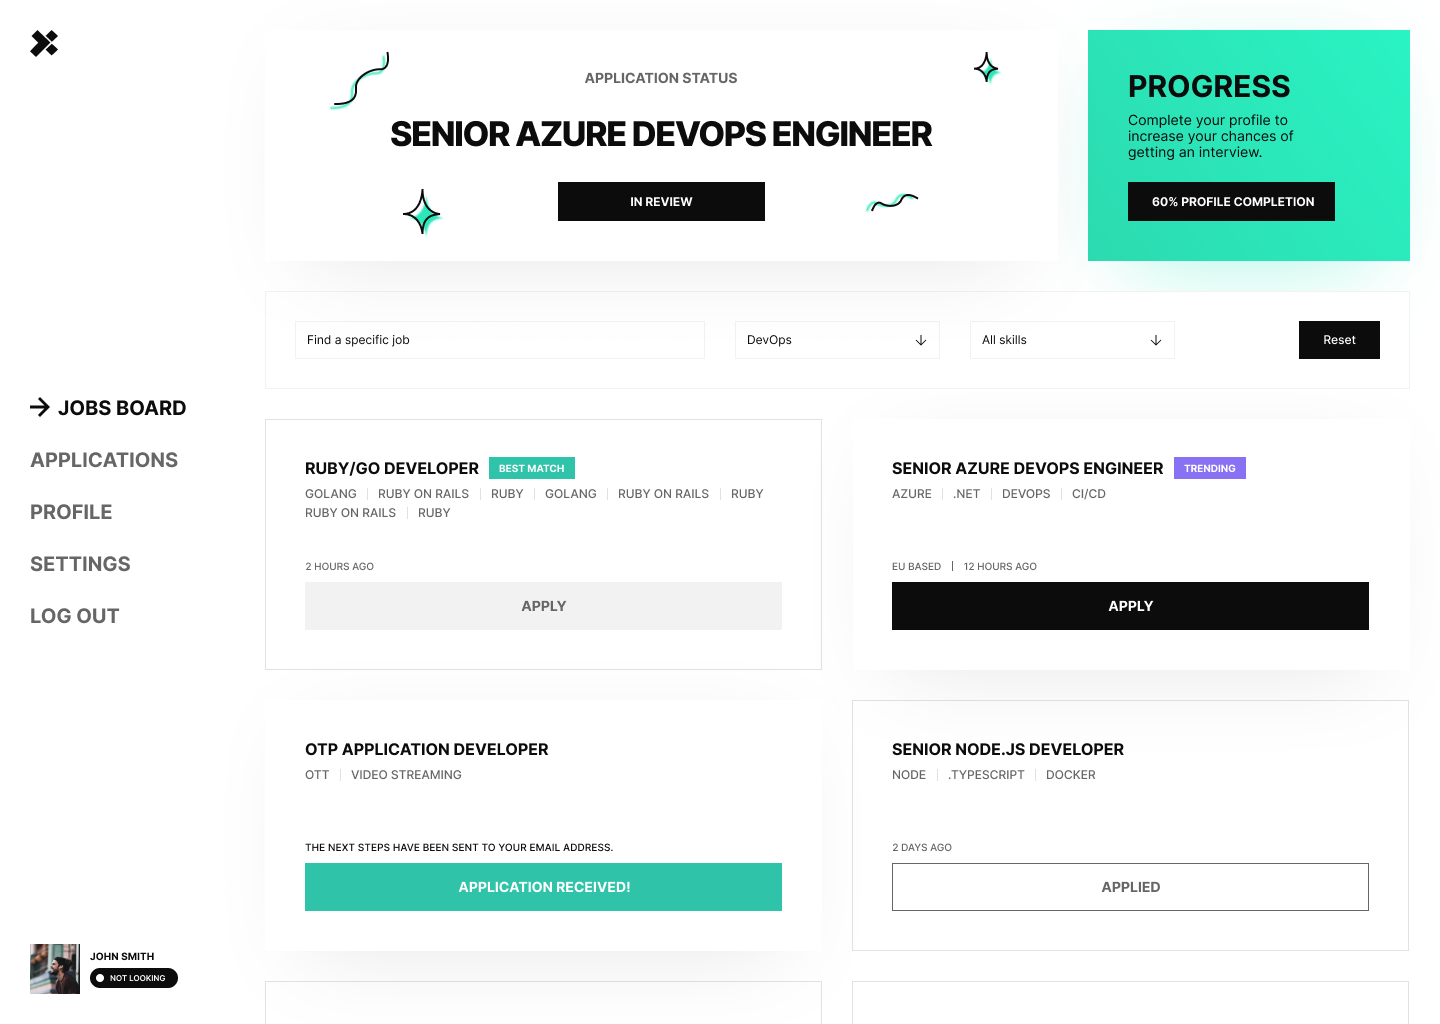 APPLICATION STATUS
SENIOR AZURE DEVOPS ENGINEER
IN REVIEW
PROGRESS
Complete your profile to
increase your chances of
getting an interview.
60% PROFILE COMPLETION
Find a specific job
DevOps
All skills
Reset
JOBS BOARD
APPLICATIONS
PROFILE
SETTINGS
LOG OUT
RUBY/GO DEVELOPER BEST MATCH
GOLANG | RUBY ON RAILS | RUBY | GOLANG | RUBY ON RAILS | RUBY
RUBY ON RAILS | RUBY
2 HOURS AGO
APPLY
SENIOR AZURE DEVOPS ENGINEER TRENDING
AZURE | .NET | DEVOPS | CI/CD
EU BASED | 12 HOURS AGO
APPLY
OTP APPLICATION DEVELOPER
OTT | VIDEO STREAMING
THE NEXT STEPS HAVE BEEN SENT TO YOUR EMAIL ADDRESS.
APPLICATION RECEIVED!
SENIOR NODE.JS DEVELOPER
NODE | .TYPESCRIPT | DOCKER
2 DAYS AGO
APPLIED
JOHN SMITH
NOT LOOKING